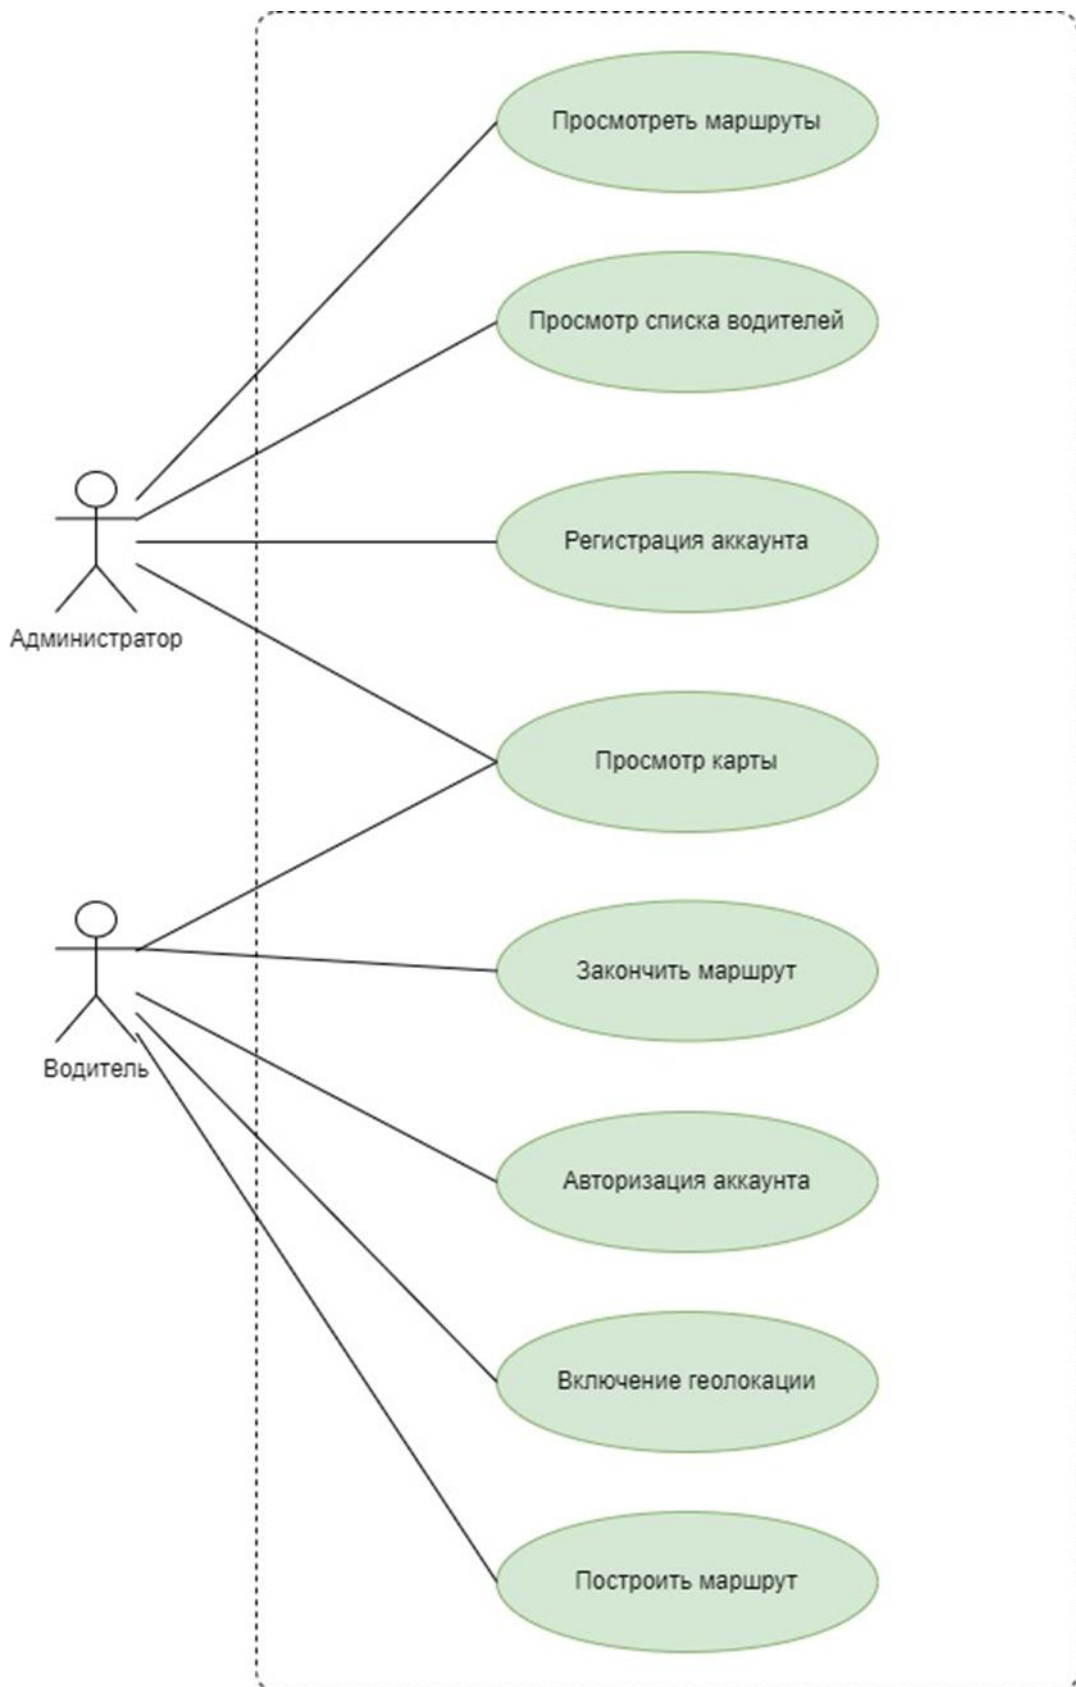 Просмотреть маршруты
Просмотр списка водителей
Регистрация аккаунта
Администратор
Просмотр карты
Закончить маршрут
Водитель
Авторизация аккаунта
Включение геолокации
Построить маршрут